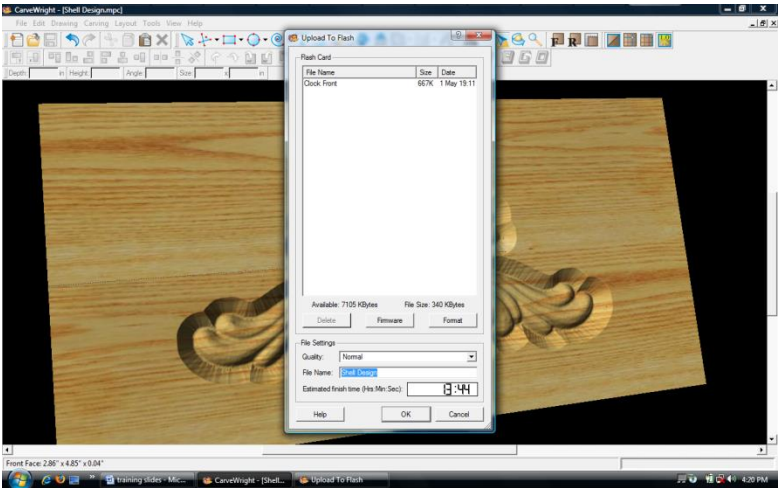 CarveWright - [Shell Design.mpc]
File Edit Drawing Carving Layout Tools View Help
Depth: in Height: Angle: Size: x in
Upload To Flash
Flash Card
File Name Size Date
Clock Front 667K 1 May 19:11
Available: 7105 KBytes File Size: 340 KBytes
Delete Firmware Format
File Settings
Quality: Normal
File Name: Shell Design
Estimated finish time (Hrs:Min:Sec): 13:44
Help OK Cancel
Front Face: 2.86" x 4.85" x 0.04"
training slides - Mic... CarveWright - [Shell... Upload To Flash 4:20 PM